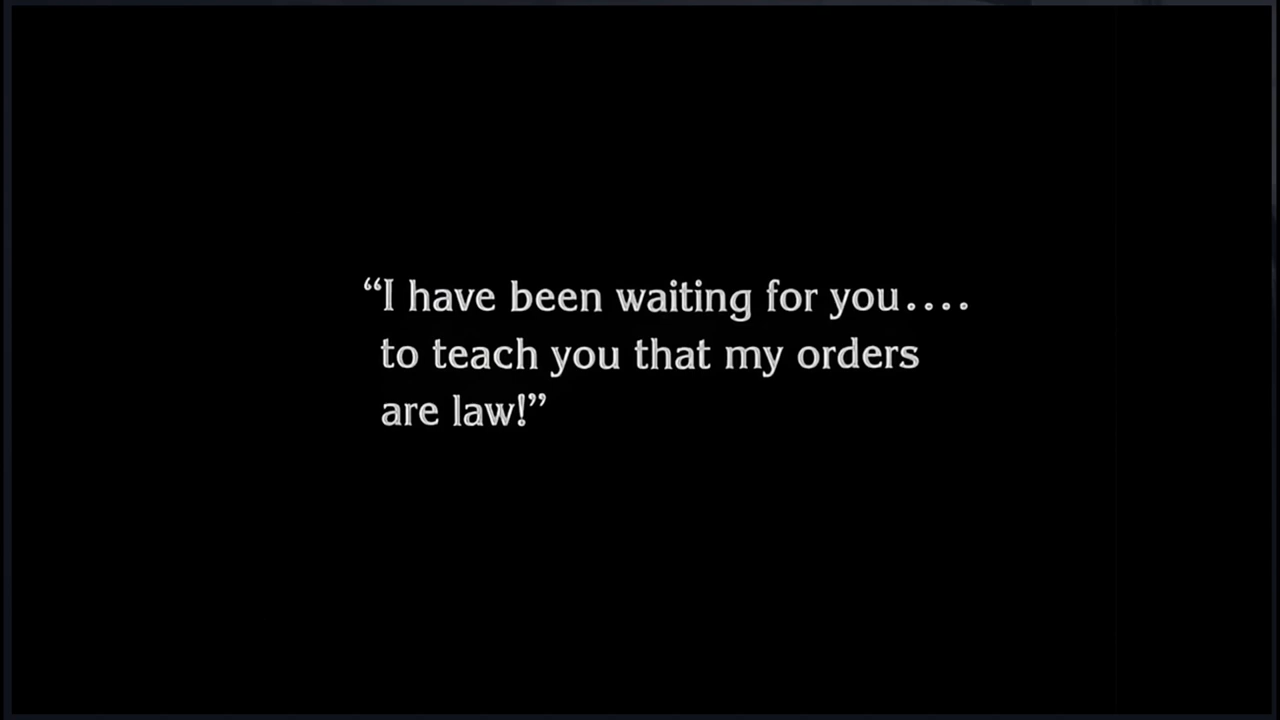 “I have been waiting for you....
to teach you that my orders
are law!”